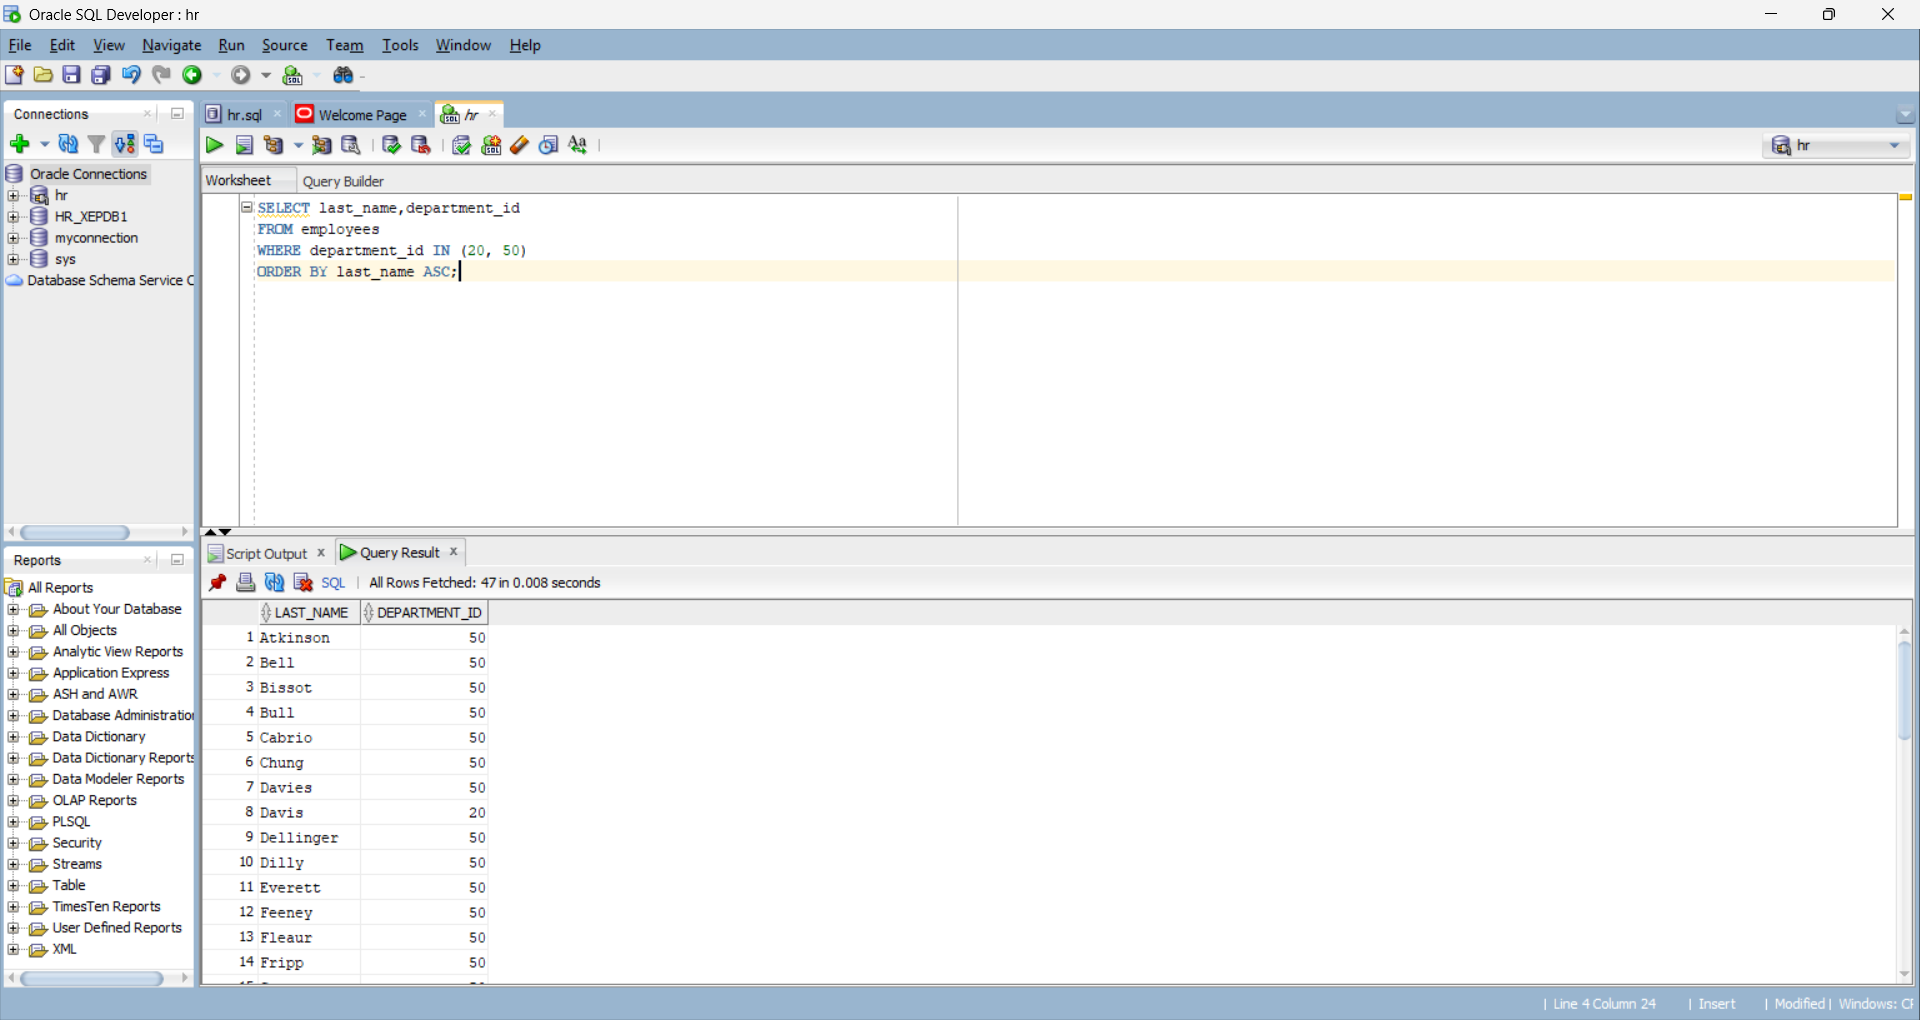 Oracle SQL Developer : hr
File Edit View Navigate Run Source Team Tools Window Help
Connections
Oracle Connections
hr
HR_XEPDB1
myconnection
sys
Database Schema Service C
hr.sql Welcome Page hr
hr
Worksheet Query Builder
SELECT last_name,department_id
FROM employees
WHERE department_id IN (20, 50)
ORDER BY last_name ASC;
Reports
All Reports
About Your Database
All Objects
Analytic View Reports
Application Express
ASH and AWR
Database Administration
Data Dictionary
Data Dictionary Reports
Data Modeler Reports
OLAP Reports
PLSQL
Security
Streams
Table
TimesTen Reports
User Defined Reports
XML
Script Output Query Result
SQL | All Rows Fetched: 47 in 0.008 seconds
LAST_NAME DEPARTMENT_ID
1 Atkinson 50
2 Bell 50
3 Bissot 50
4 Bull 50
5 Cabrio 50
6 Chung 50
7 Davies 50
8 Davis 20
9 Dellinger 50
10 Dilly 50
11 Everett 50
12 Feeney 50
13 Fleaur 50
14 Fripp 50
| Line 4 Column 24 | Insert | Modified | Windows: CF